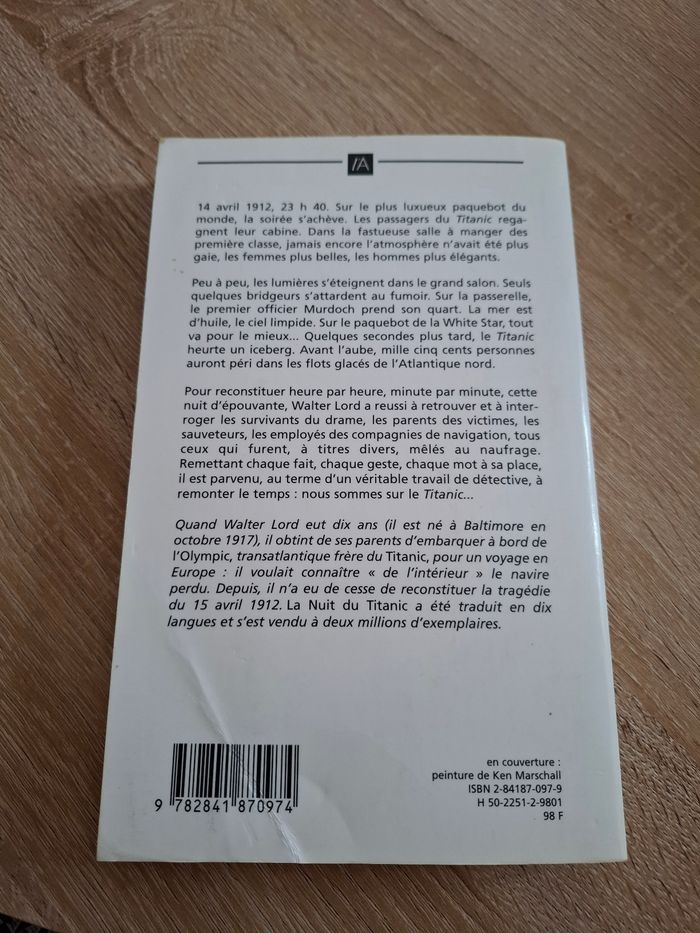 14 avril 1912, 23 h 40. Sur le plus luxueux paquebot du
monde, la soirée s'achève. Les passagers du Titanic rega-
gnent leur cabine. Dans la fastueuse salle à manger des
première classe, jamais encore l'atmosphère n'avait été plus
gaie, les femmes plus belles, les hommes plus élégants.
Peu à peu, les lumières s'éteignent dans le grand salon. Seuls
quelques bridgeurs s'attardent au fumoir. Sur la passerelle,
le premier officier Murdoch prend son quart. La mer est
d'huile, le ciel limpide. Sur le paquebot de la White Star, tout
va pour le mieux... Quelques secondes plus tard, le Titanic
heurte un iceberg. Avant l'aube, mille cinq cents personnes
auront péri dans les flots glacés de l'Atlantique nord.
Pour reconstituer heure par heure, minute par minute, cette
nuit d'épouvante, Walter Lord a reussi à retrouver et à inter-
roger les survivants du drame, les parents des victimes, les
sauveteurs, les employés des compagnies de navigation, tous
ceux qui furent, à titres divers, mêlés au naufrage.
Remettant chaque fait, chaque geste, chaque mot à sa place,
il est parvenu, au terme d'un véritable travail de détective, à
remonter le temps : nous sommes sur le Titanic...
Quand Walter Lord eut dix ans (il est né à Baltimore en
octobre 1917), il obtint de ses parents d'embarquer à bord de
l'Olympic, transatlantique frère du Titanic, pour un voyage en
Europe : il voulait connaître « de l'intérieur » le navire
perdu. Depuis, il n'a eu de cesse de reconstituer la tragédie
du 15 avril 1912. La Nuit du Titanic a été traduit en dix
langues et s'est vendu à deux millions d'exemplaires.
9 782841 870974
en couverture :
peinture de Ken Marschall
ISBN 2-84187-097-9
H 50-2251-2-9801
98 F